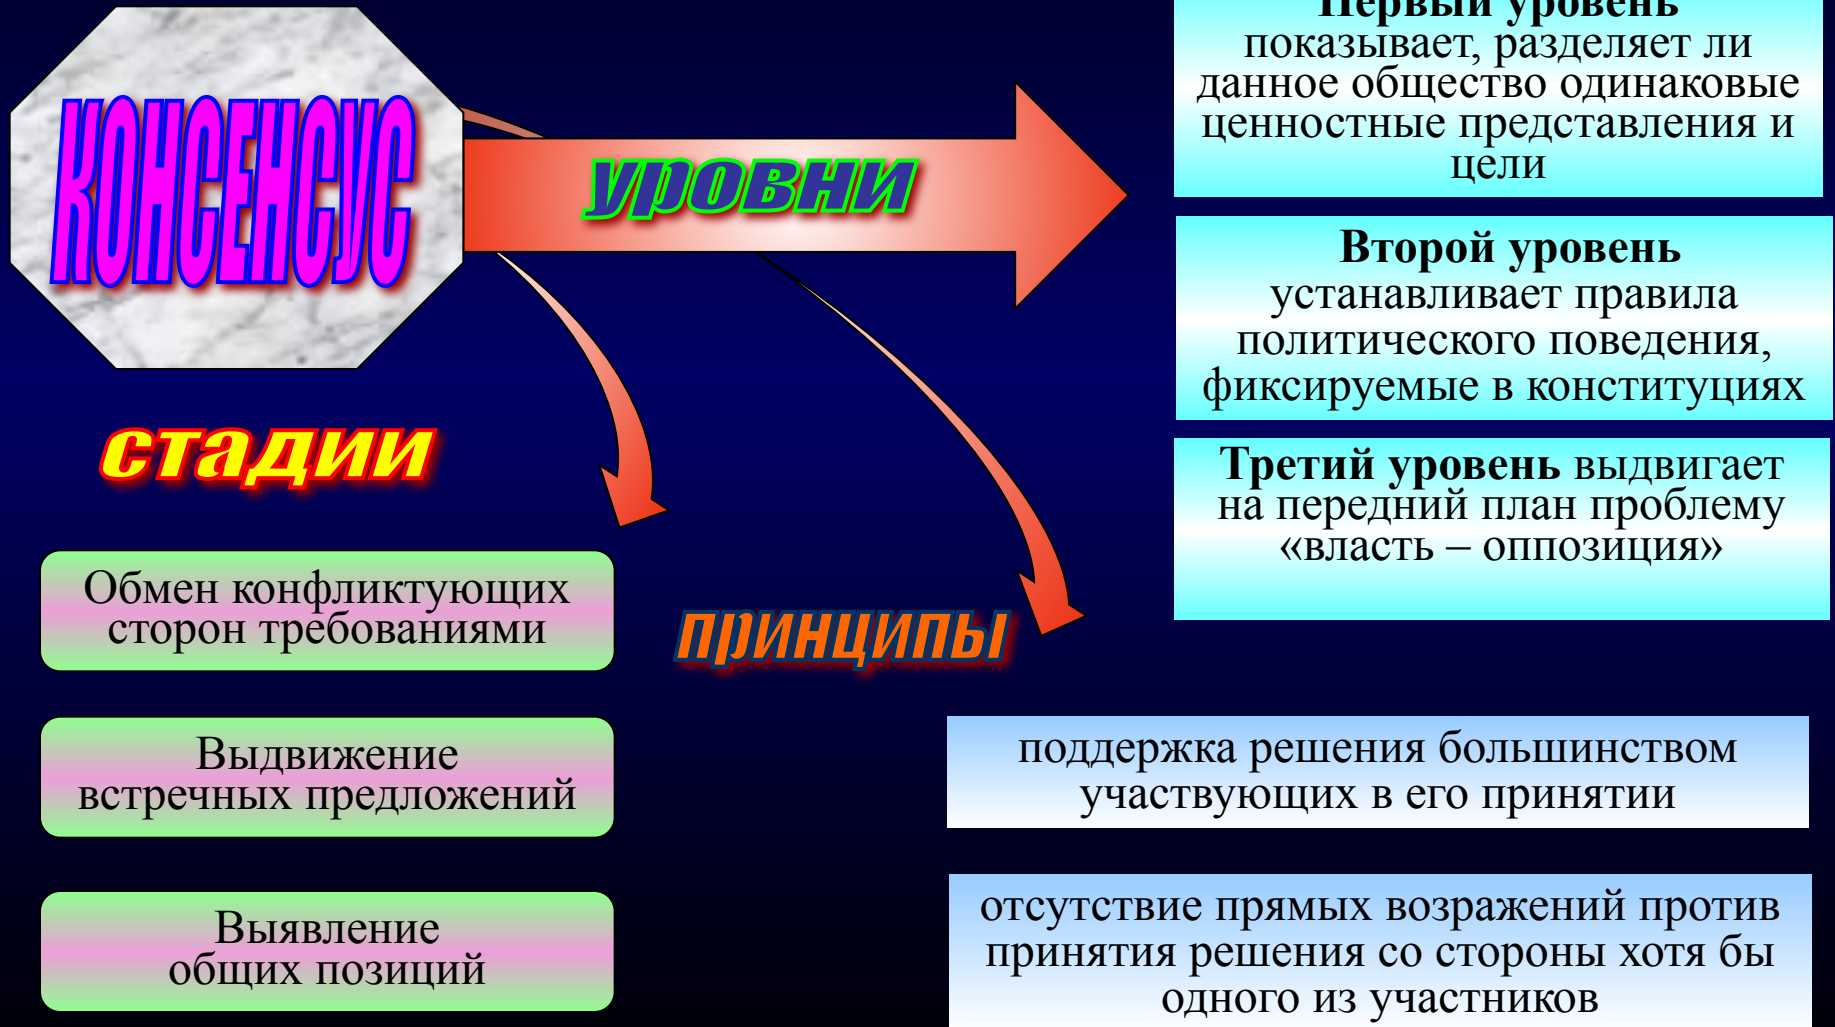 КОНСЕНСУС
уровни
Первый уровень
показывает, разделяет ли
данное общество одинаковые
ценностные представления и
цели
Второй уровень
устанавливает правила
политического поведения,
фиксируемые в конституциях
Третий уровень выдвигает
на передний план проблему
«власть – оппозиция»
стадии
Обмен конфликтующих
сторон требованиями
Выдвижение
встречных предложений
Выявление
общих позиций
принципы
поддержка решения большинством
участвующих в его принятии
отсутствие прямых возражений против
принятия решения со стороны хотя бы
одного из участников